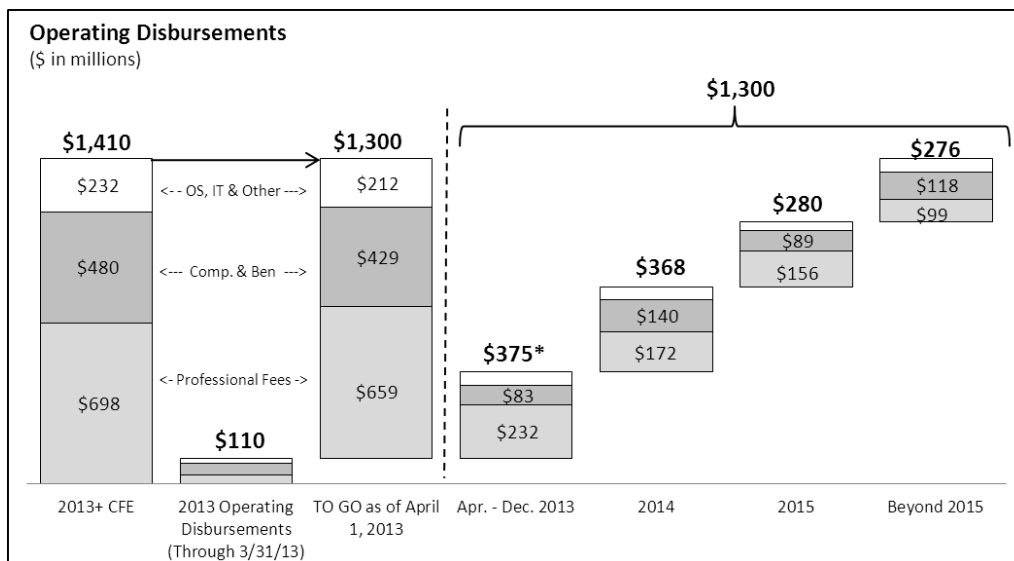 Operating Disbursements
($ in millions)
$1,300
$1,410
$1,300
$276
$232
<- - OS, IT & Other --->
$212
$118
$99
$280
$480
<--- Comp. & Ben --->
$429
$89
$156
$368
$140
$172
$375*
$698
<- Professional Fees ->
$659
$83
$232
$110
2013+ CFE
2013 Operating
Disbursements
(Through 3/31/13)
TO GO as of April
1, 2013
Apr. - Dec. 2013
2014
2015
Beyond 2015